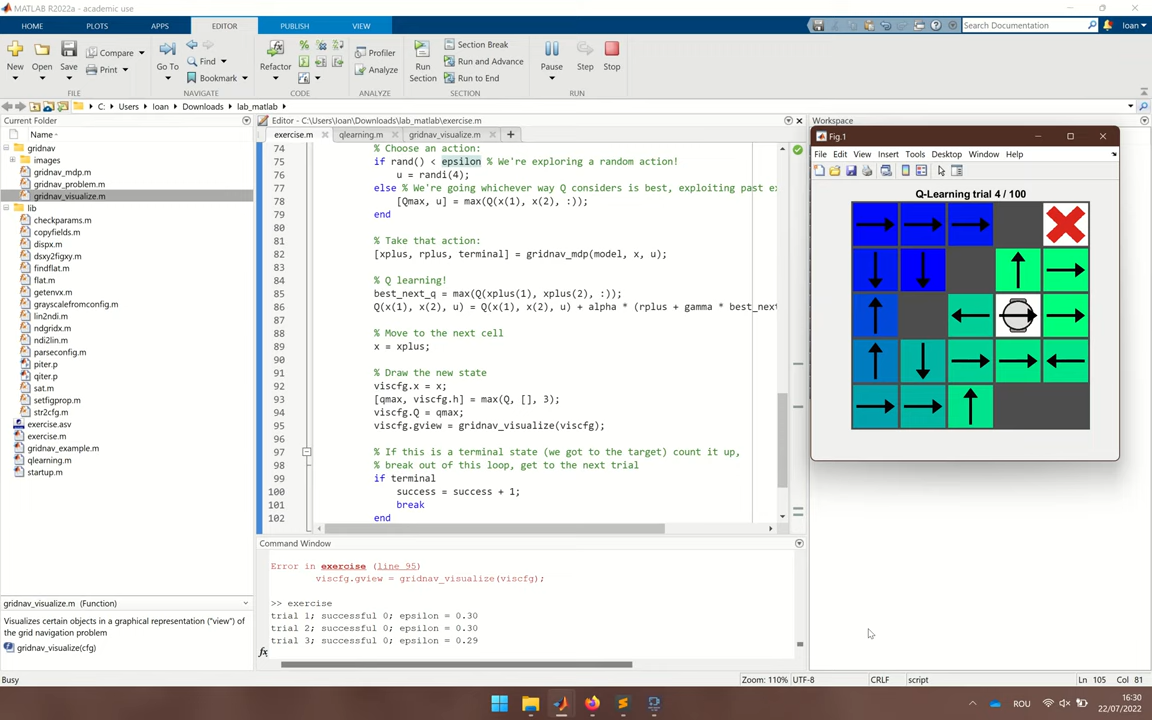 MATLAB R2022a - academic use
HOME PLOTS APPS EDITOR PUBLISH VIEW
Search Documentation
Ioan
New Open Save Compare Print
Go To Find Bookmark
Refactor
Profiler
Analyze
Run Section
Section Break
Run and Advance
Run to End
Pause Step Stop
FILE NAVIGATE CODE ANALYZE SECTION RUN
C: Users Ioan Downloads lab_matlab
Current Folder
Name
gridnav
images
gridnav_mdp.m
gridnav_problem.m
gridnav_visualize.m
lib
checkparams.m
copyfields.m
dispx.m
dsxy2figxy.m
findflat.m
flat.m
getenvx.m
grayscalefromconfig.m
lin2ndi.m
ndgridx.m
ndi2lin.m
parseconfig.m
piter.p
qiter.p
sat.m
setfigprop.m
str2cfg.m
exercise.asv
exercise.m
gridnav_example.m
qlearning.m
startup.m
gridnav_visualize.m (Function)
Visualizes certain objects in a graphical representation ("view") of
the grid navigation problem
gridnav_visualize(cfg)
Editor - C:\Users\Ioan\Downloads\lab_matlab\exercise.m
exercise.m qlearning.m gridnav_visualize.m
74 % Choose an action:
75 if rand() < epsilon % We're exploring a random action!
76 u = randi(4);
77 else % We're going whichever way Q considers is best, exploiting past ex
78 [Qmax, u] = max(Q(x(1), x(2), :));
79 end
80
81 % Take that action:
82 [xplus, rplus, terminal] = gridnav_mdp(model, x, u);
83
84 % Q learning!
85 best_next_q = max(Q(xplus(1), xplus(2), :));
86 Q(x(1), x(2), u) = Q(x(1), x(2), u) + alpha * (rplus + gamma * best_next
87
88 % Move to the next cell
89 x = xplus;
90
91 % Draw the new state
92 viscfg.x = x;
93 [qmax, viscfg.h] = max(Q, [], 3);
94 viscfg.Q = qmax;
95 viscfg.gview = gridnav_visualize(viscfg);
96
97 % If this is a terminal state (we got to the target) count it up,
98 % break out of this loop, get to the next trial
99 if terminal
100 success = success + 1;
101 break
102 end
Command Window
Error in exercise (line 95)
viscfg.gview = gridnav_visualize(viscfg);
>> exercise
trial 1; successful 0; epsilon = 0.30
trial 2; successful 0; epsilon = 0.30
trial 3; successful 0; epsilon = 0.29
fx
Workspace
Fig.1
File Edit View Insert Tools Desktop Window Help
Q-Learning trial 4 / 100
Busy
Zoom: 110% UTF-8 CRLF script Ln 105 Col 81
ROU
16:30
22/07/2022